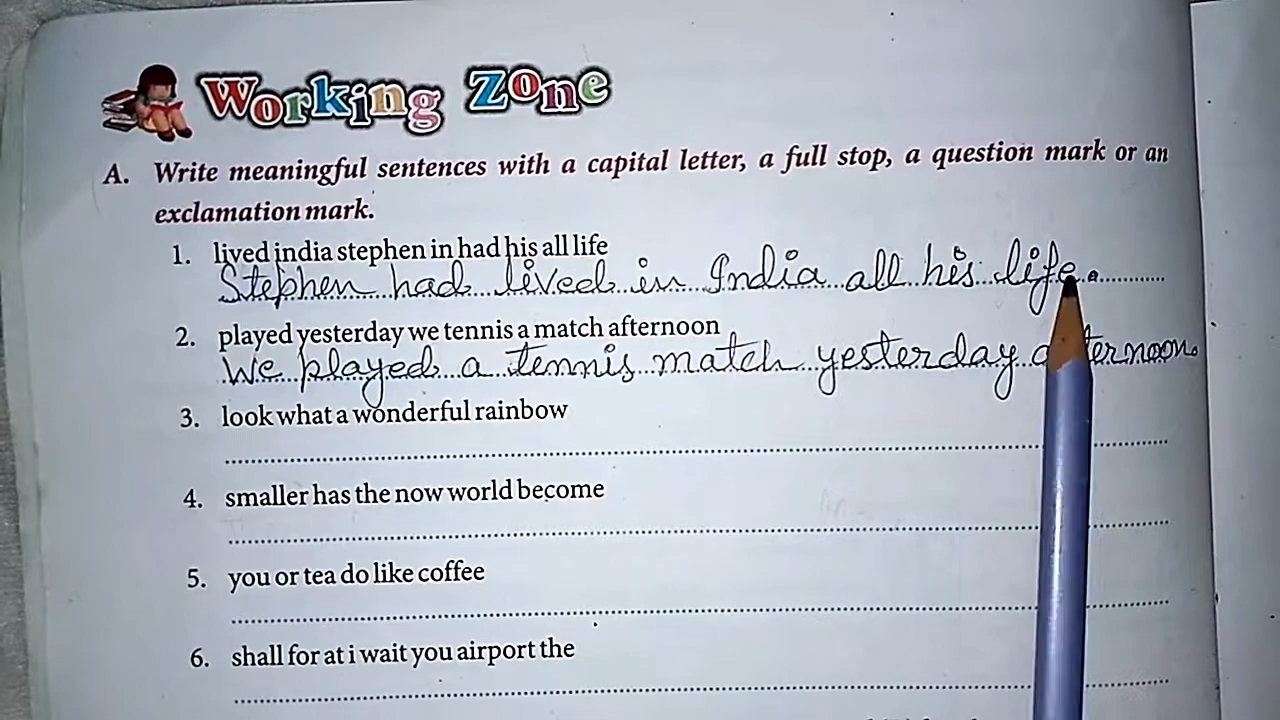 Working Zone
A. Write meaningful sentences with a capital letter, a full stop, a question mark or an
exclamation mark.
1. lived india stephen in had his all life
Stephen had lived in India all his life.
2. played yesterday we tennis a match afternoon
We played a tennis match yesterday afternoon.
3. look what a wonderful rainbow
4. smaller has the now world become
5. you or tea do like coffee
6. shall for at i wait you airport the